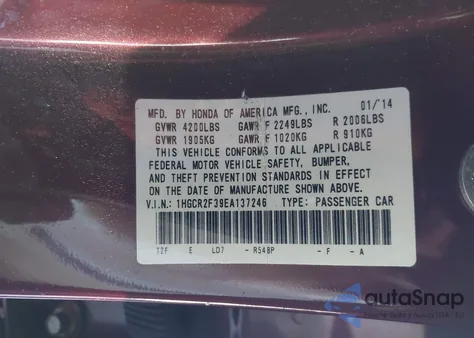 MFD. BY HONDA OF AMERICA MFG., INC. 01/14
GVWR 4200LBS GAWR F 2249LBS R 2006LBS
GVWR 1905KG GAWR F 1020KG R 910KG
THIS VEHICLE CONFORMS TO ALL APPLICABLE
FEDERAL MOTOR VEHICLE SAFETY, BUMPER,
AND THEFT PREVENTION STANDARDS IN EFFECT
ON THE DATE OF MANUFACTURE SHOWN ABOVE.
V.I.N.: 1HGCR2F39EA137246 TYPE: PASSENGER CAR
T2F E LD7 - R548P - F - A
autaSnap